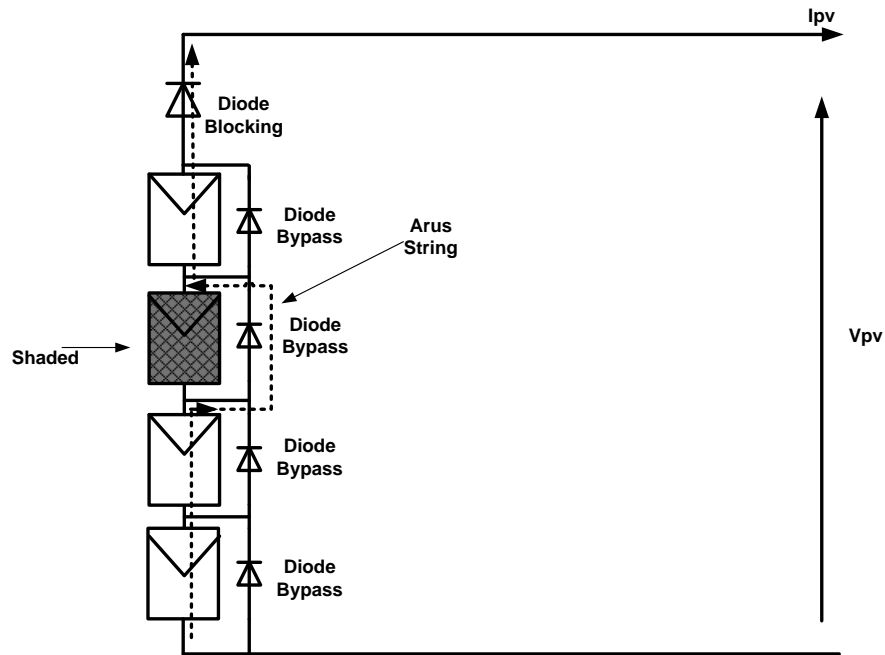 Ipv
Diode
Blocking
Diode
Bypass
Arus
String
Diode
Bypass
Shaded
Vpv
Diode
Bypass
Diode
Bypass